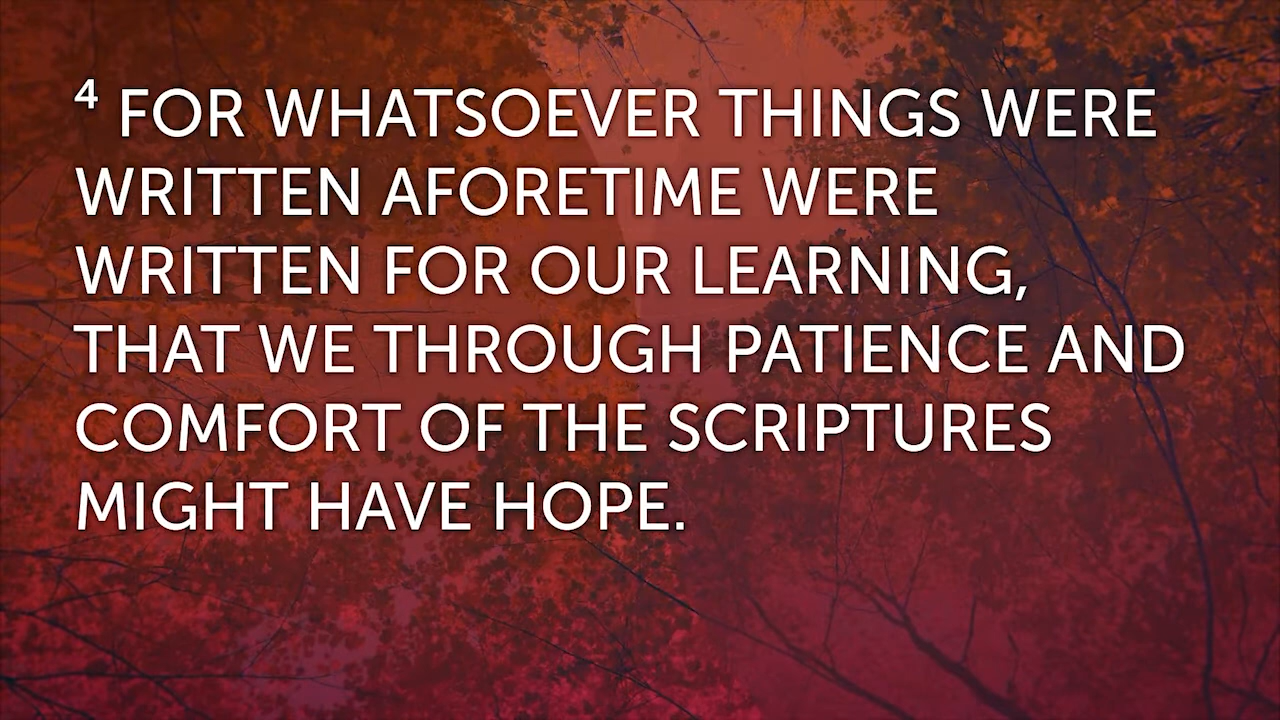 ⁴ FOR WHATSOEVER THINGS WERE
WRITTEN AFORETIME WERE
WRITTEN FOR OUR LEARNING,
THAT WE THROUGH PATIENCE AND
COMFORT OF THE SCRIPTURES
MIGHT HAVE HOPE.